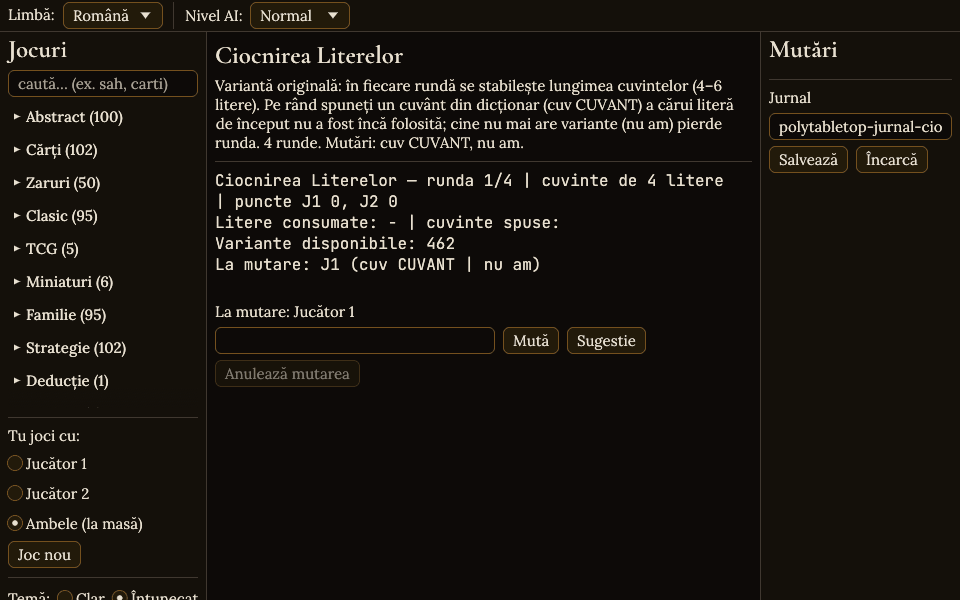 Limbă: Română ▼ Nivel AI: Normal ▼
Jocuri
caută... (ex. sah, carti)
▸ Abstract (100)
▸ Cărți (102)
▸ Zaruri (50)
▸ Clasic (95)
▸ TCG (5)
▸ Miniaturi (6)
▸ Familie (95)
▸ Strategie (102)
▸ Deducție (1)
Tu joci cu:
Jucător 1
Jucător 2
Ambele (la masă)
Joc nou
Temă: Clar Întunecat
Ciocnirea Literelor
Variantă originală: în fiecare rundă se stabilește lungimea cuvintelor (4–6
litere). Pe rând spuneți un cuvânt din dicționar (cuv CUVANT) a cărui literă
de început nu a fost încă folosită; cine nu mai are variante (nu am) pierde
runda. 4 runde. Mutări: cuv CUVANT, nu am.
Ciocnirea Literelor — runda 1/4 | cuvinte de 4 litere
| puncte J1 0, J2 0
Litere consumate: - | cuvinte spuse:
Variante disponibile: 462
La mutare: J1 (cuv CUVANT | nu am)
La mutare: Jucător 1
Mută Sugestie
Anulează mutarea
Mutări
Jurnal
polytabletop-jurnal-cio
Salvează Încarcă